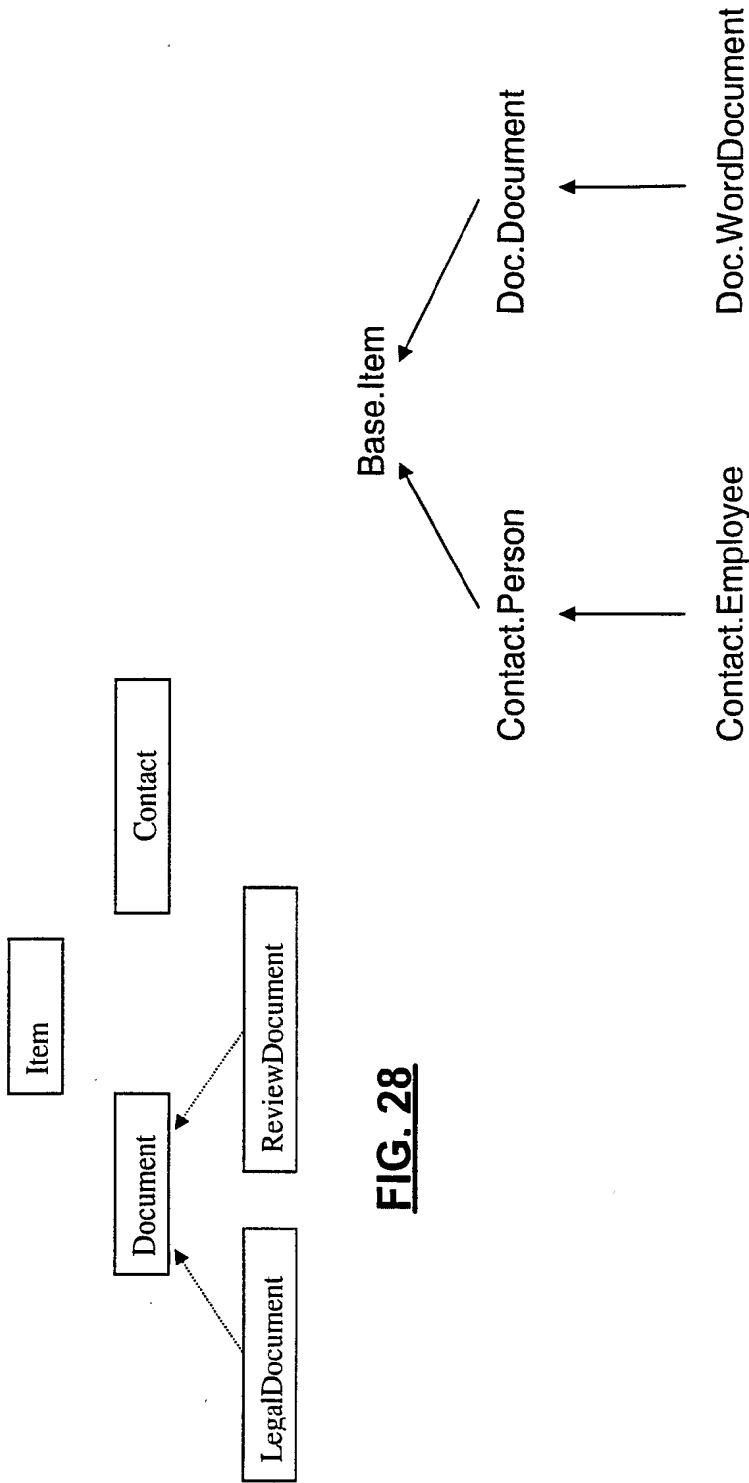 Item
Document
Contact
LegalDocument
ReviewDocument
FIG. 28
Base.Item
Contact.Person
Doc.Document
Contact.Employee
Doc.WordDocument